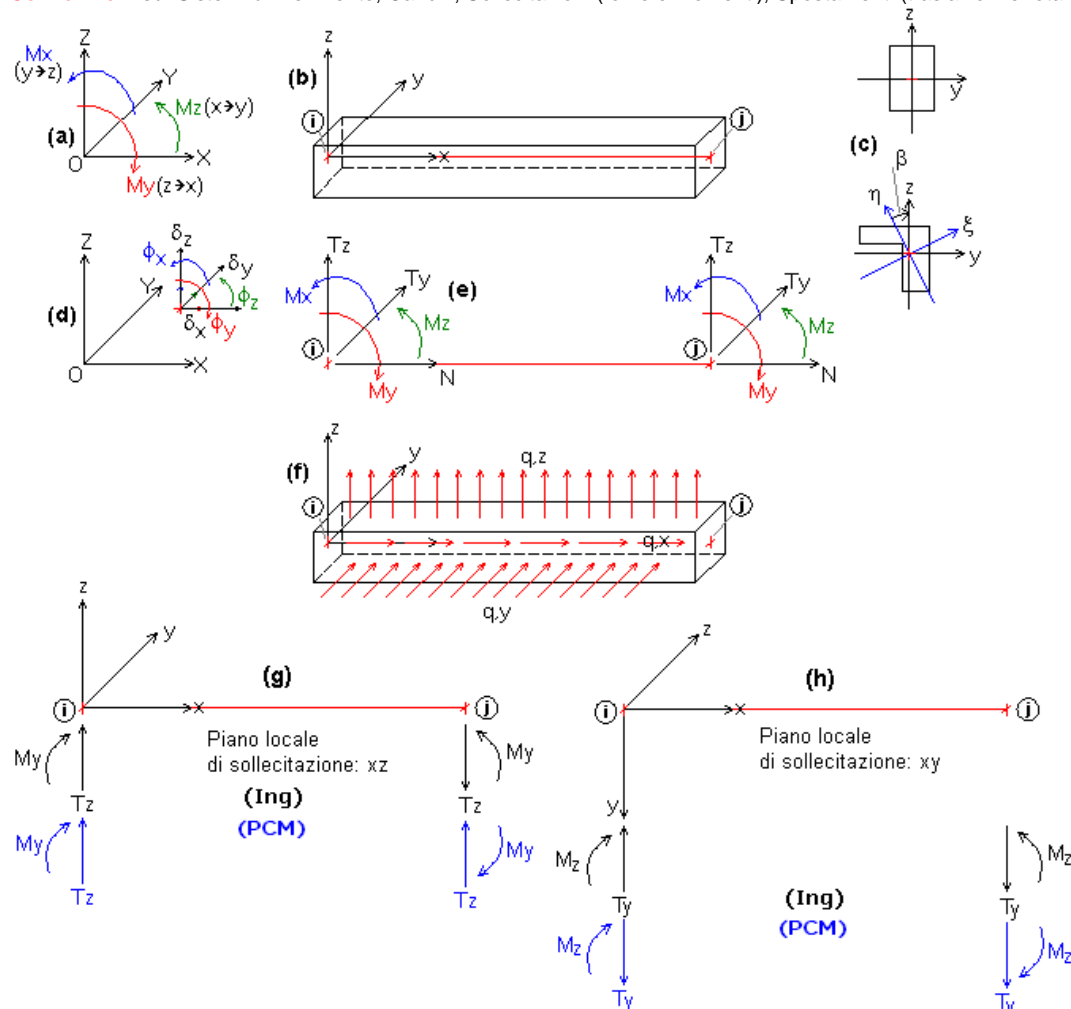 Z
Mx
(y→z)
Y
Mz(x→y)
(a)
O
X
My(z→x)
z
y
(b)
i
j
x
y
z
(c)
β
z
η
ξ
y
Z
δz
ϕx
δy
Y
ϕz
(d)
δx
ϕy
O
X
Tz
Mx
Ty
(e)
Mz
i
My
N
Tz
Mx
Ty
Mz
j
My
N
z
y
(f)
q,z
i
j
q,x
q,y
z
y
(g)
i
x
j
Piano locale
di sollecitazione: xz
My
My
Tz
(Ing)
Tz
(PCM)
My
My
Tz
Tz
z
(h)
i
x
j
Piano locale
di sollecitazione: xy
y
Mz
Mz
Ty
(Ing)
Ty
(PCM)
Mz
Mz
Ty
Ty